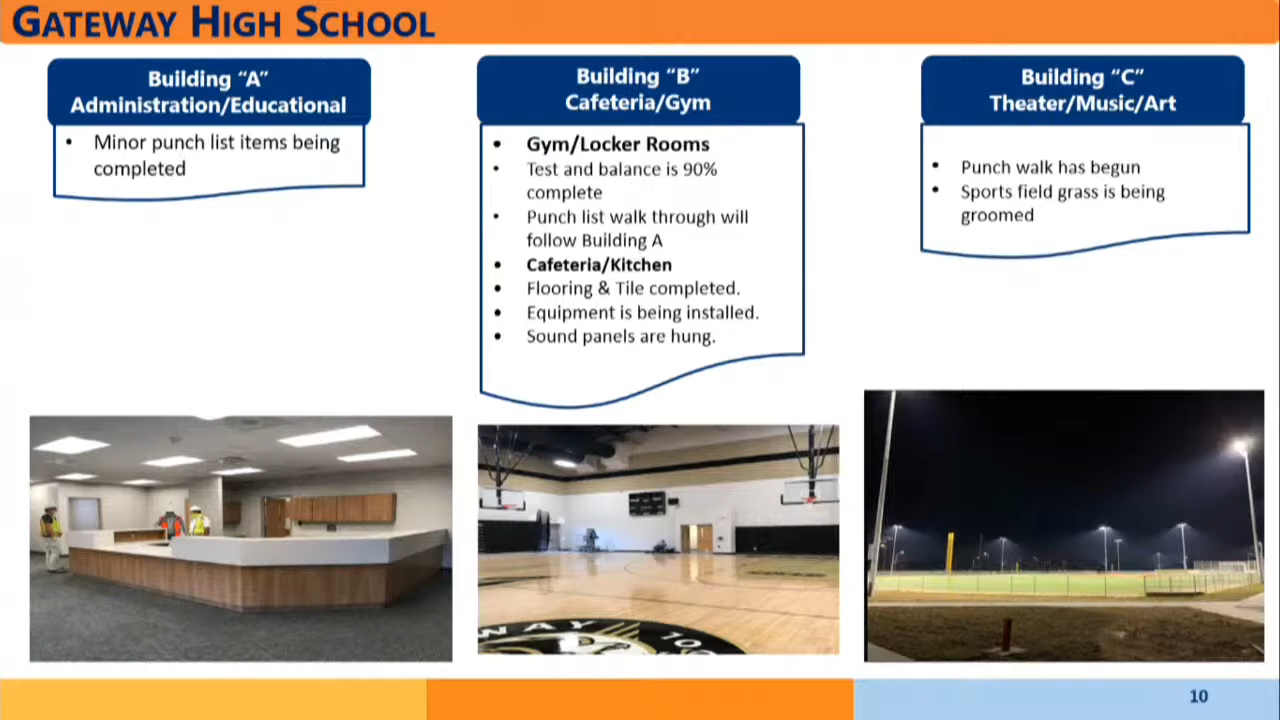 GATEWAY HIGH SCHOOL
Building “A”
Administration/Educational
• Minor punch list items being
completed
Building “B”
Cafeteria/Gym
• Gym/Locker Rooms
• Test and balance is 90%
complete
• Punch list walk through will
follow Building A
• Cafeteria/Kitchen
• Flooring & Tile completed.
• Equipment is being installed.
• Sound panels are hung.
Building “C”
Theater/Music/Art
• Punch walk has begun
• Sports field grass is being
groomed
10